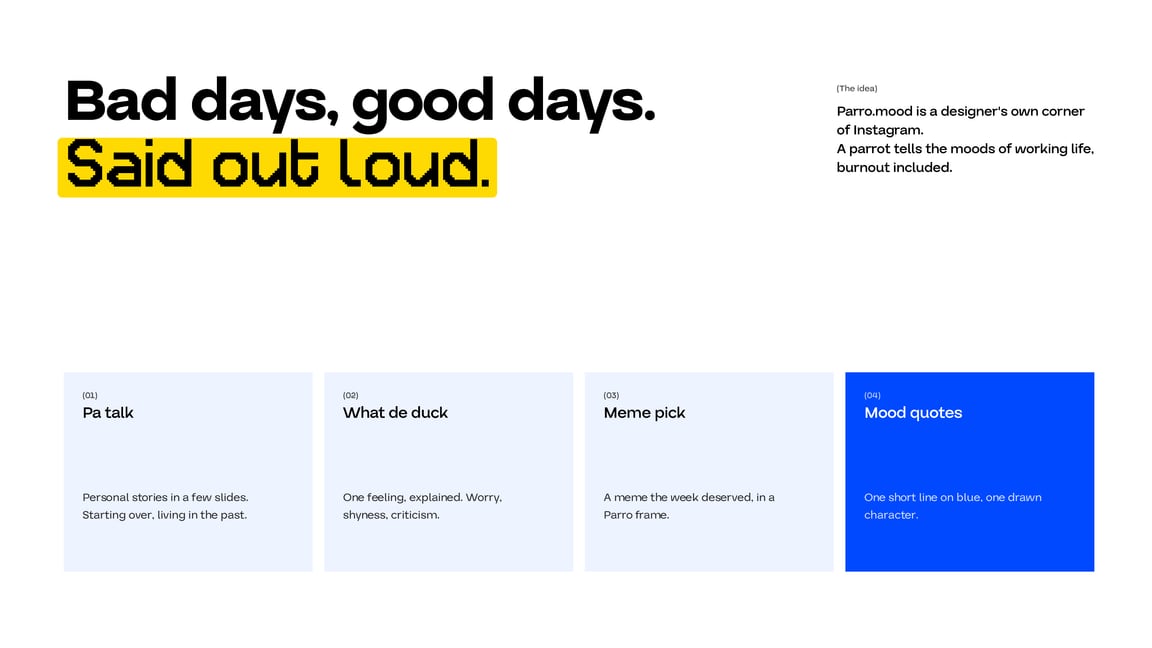 Bad days, good days.
Said out loud.
(The idea)
Parro.mood is a designer's own corner
of Instagram.
A parrot tells the moods of working life,
burnout included.
(01)
Pa talk
Personal stories in a few slides.
Starting over, living in the past.
(02)
What de duck
One feeling, explained. Worry,
shyness, criticism.
(03)
Meme pick
A meme the week deserved, in a
Parro frame.
(04)
Mood quotes
One short line on blue, one drawn
character.